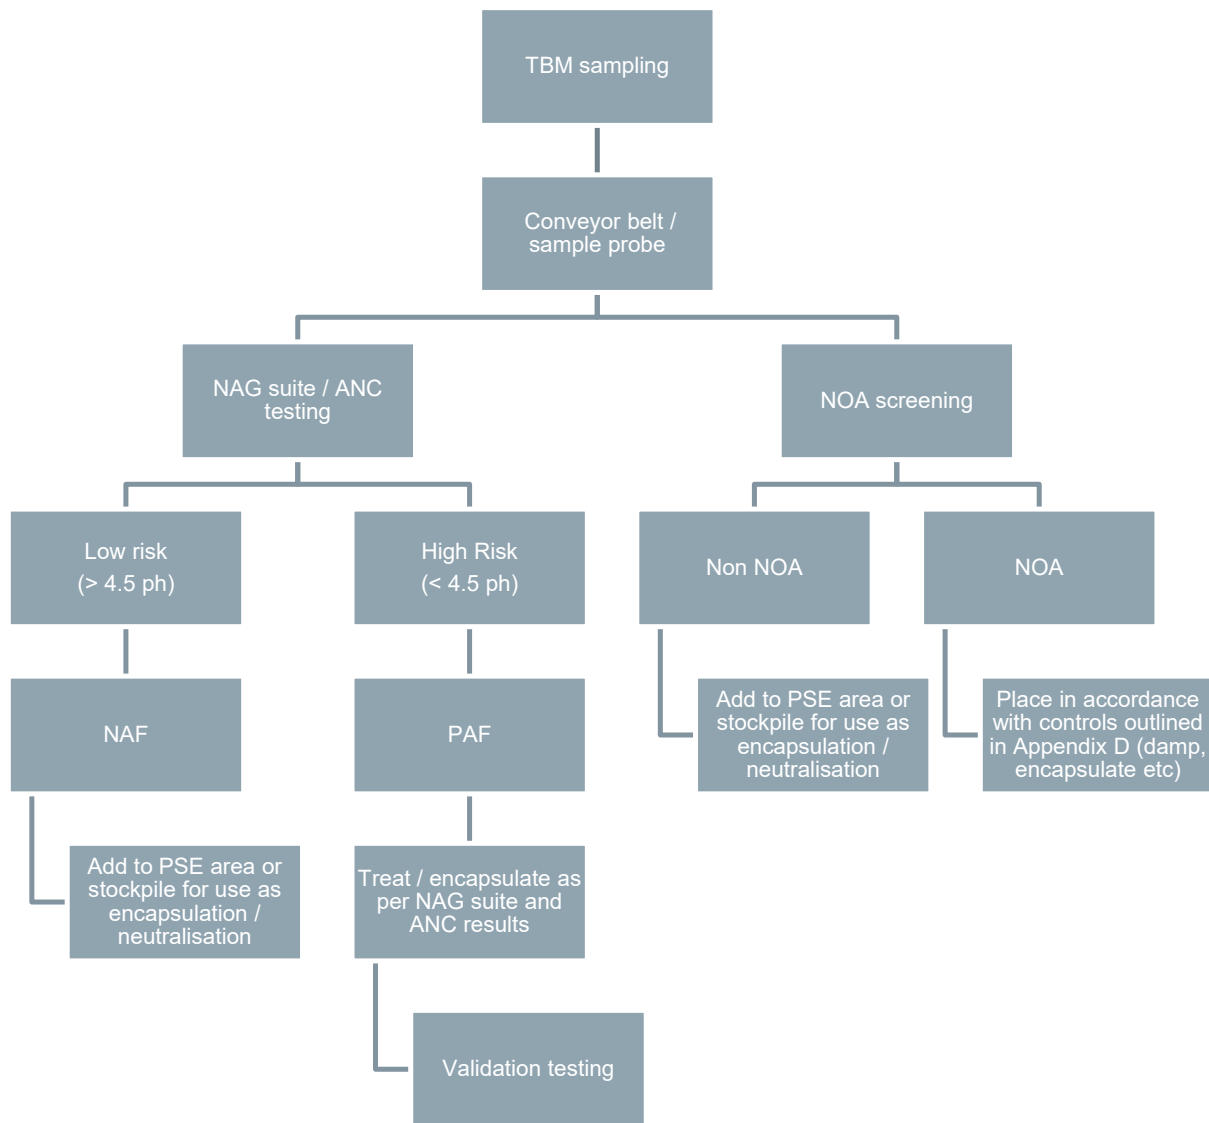 TBM sampling
Conveyor belt /
sample probe
NAG suite / ANC
testing
NOA screening
Low risk
(> 4.5 ph)
High Risk
(< 4.5 ph)
Non NOA
NOA
NAF
PAF
Add to PSE area or
stockpile for use as
encapsulation /
neutralisation
Place in accordance
with controls outlined
in Appendix D (damp,
encapsulate etc)
Add to PSE area or
stockpile for use as
encapsulation /
neutralisation
Treat / encapsulate as
per NAG suite and
ANC results
Validation testing